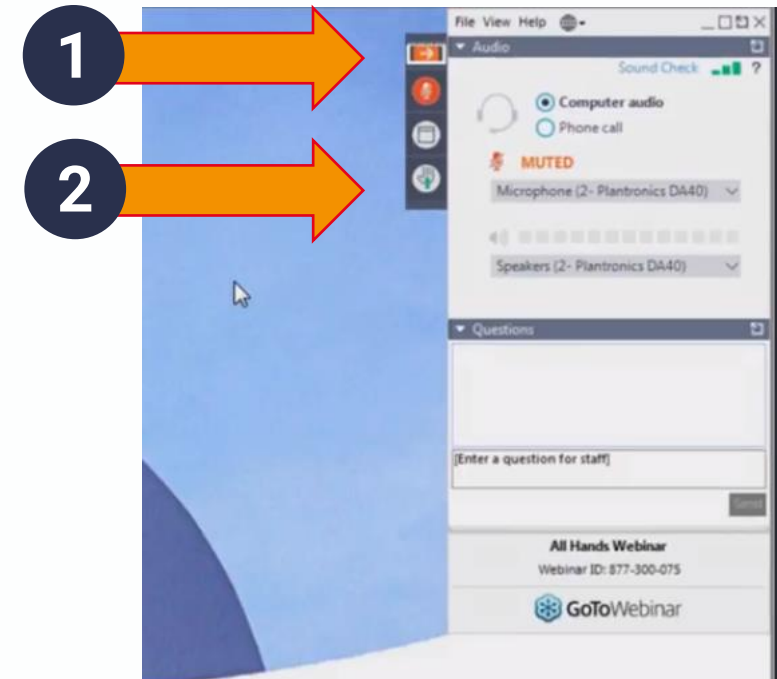 1
2
File View Help
Audio
Sound Check ?
Computer audio
Phone call
MUTED
Microphone (2- Plantronics DA40)
Speakers (2- Plantronics DA40)
Questions
[Enter a question for staff]
Send
All Hands Webinar
Webinar ID: 877-300-075
GoToWebinar